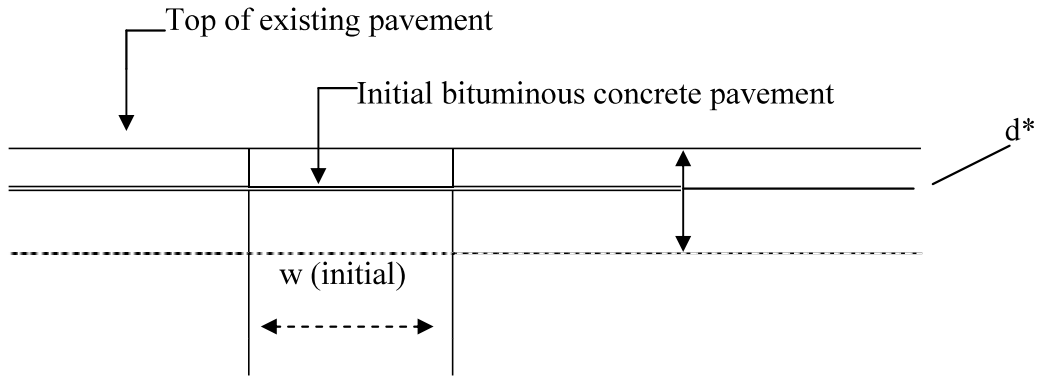 Top of existing pavement
Initial bituminous concrete pavement
d*
w (initial)